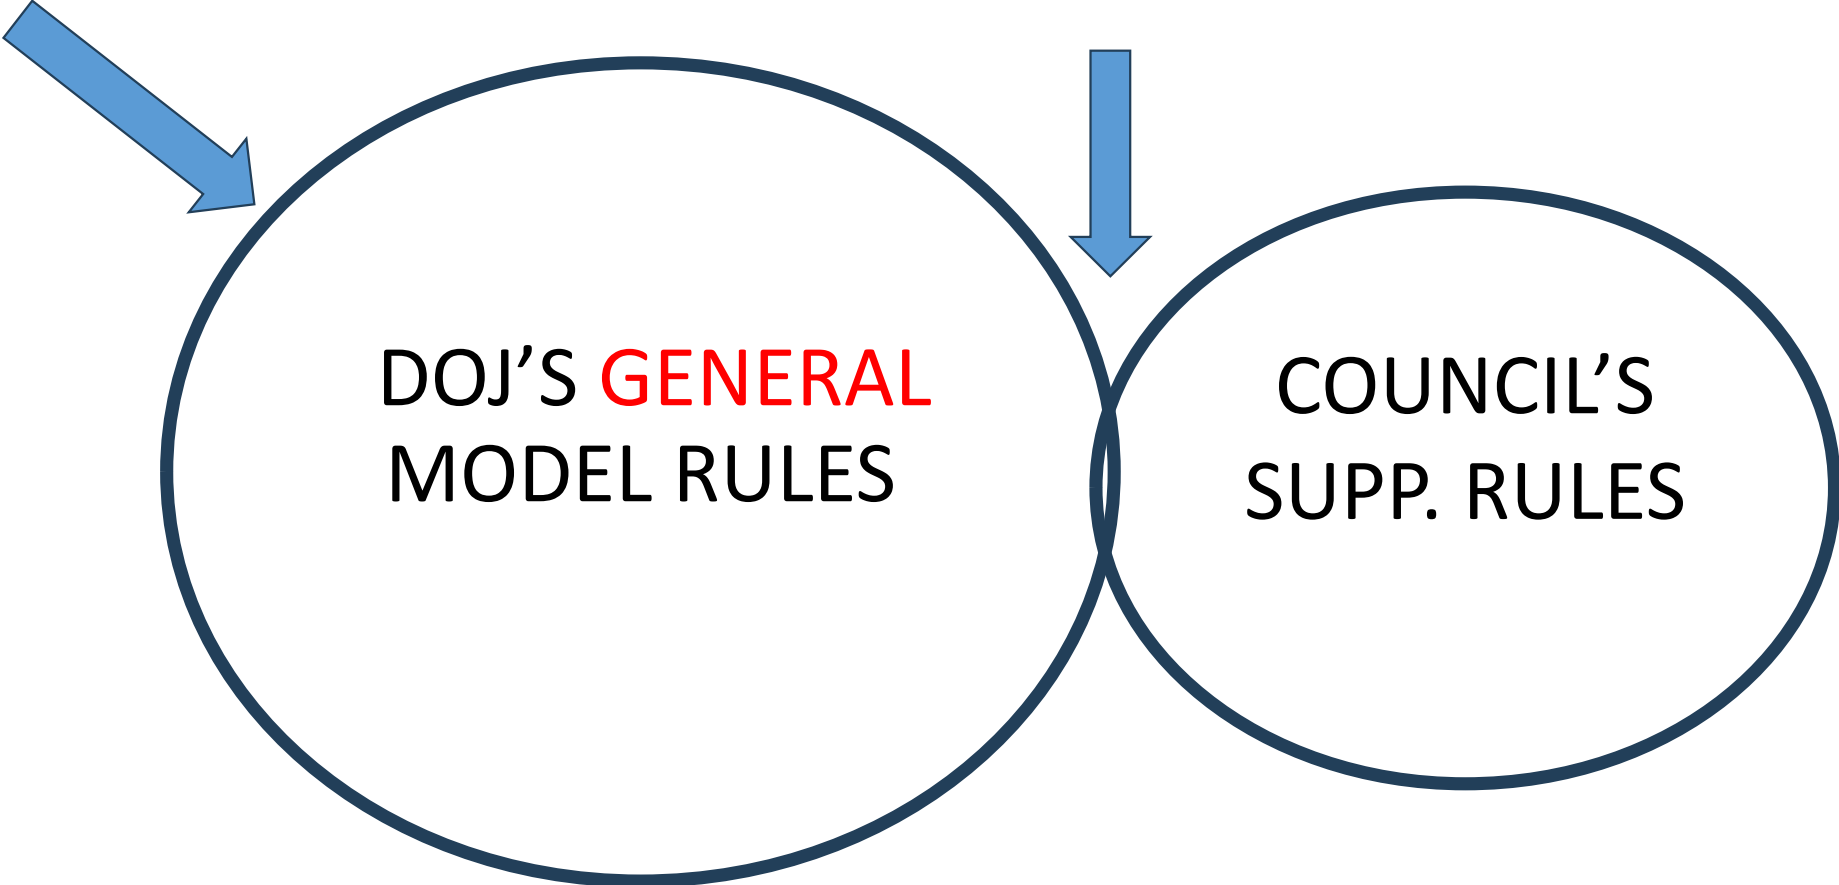 DOJ’S GENERAL
MODEL RULES
COUNCIL’S
SUPP. RULES